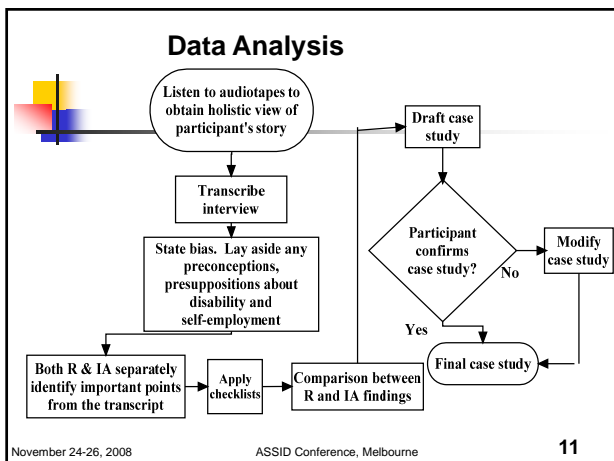 Data Analysis
Listen to audiotapes to
obtain holistic view of
participant's story
Transcribe
interview
State bias. Lay aside any
preconceptions,
presuppositions about
disability and
self-employment
Both R & IA separately
identify important points
from the transcript
Apply
checklists
Comparison between
R and IA findings
Draft case
study
Participant
confirms
case study?
No
Modify
case study
Yes
Final case study
November 24-26, 2008
ASSID Conference, Melbourne
11